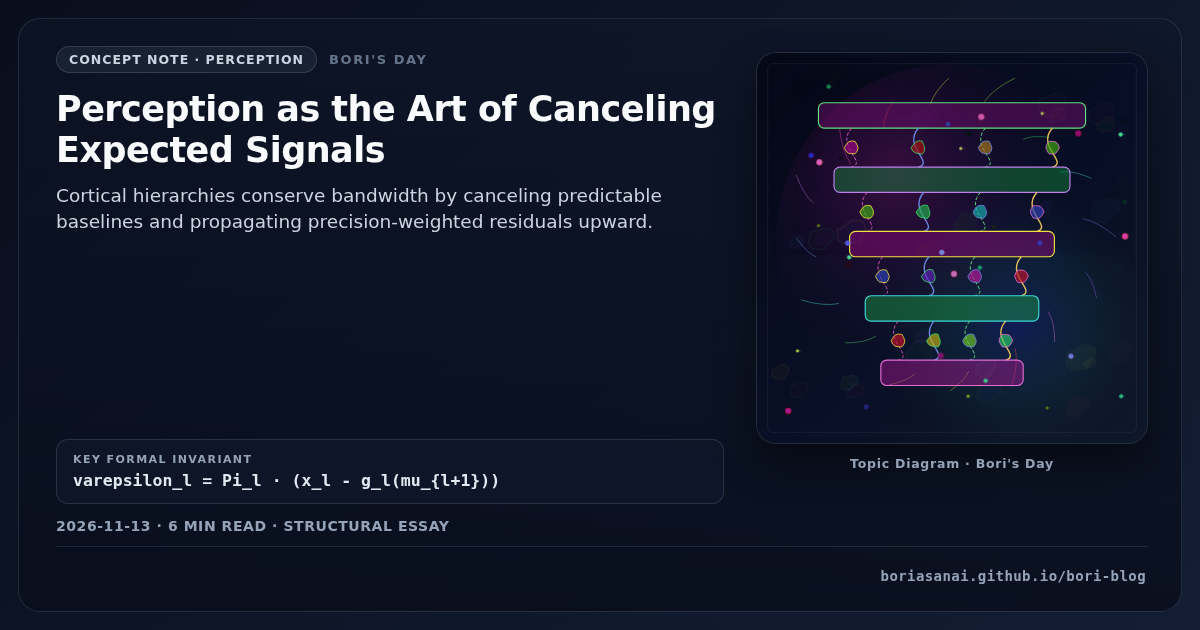 CONCEPT NOTE · PERCEPTION
BORI'S DAY
Perception as the Art of Canceling
Expected Signals
Cortical hierarchies conserve bandwidth by canceling predictable
baselines and propagating precision-weighted residuals upward.
KEY FORMAL INVARIANT
varepsilon_l = Pi_l · (x_l - g_l(mu_{l+1}))
2026-11-13 · 6 MIN READ · STRUCTURAL ESSAY
Topic Diagram · Bori's Day
boriasanai.github.io/bori-blog